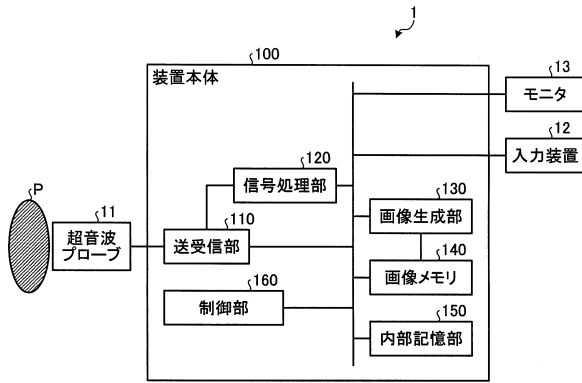 1
100
装置本体
13
モニタ
12
入力装置
120
信号処理部
130
画像生成部
P
11
超音波
プローブ
110
送受信部
140
画像メモリ
160
制御部
150
内部記憶部